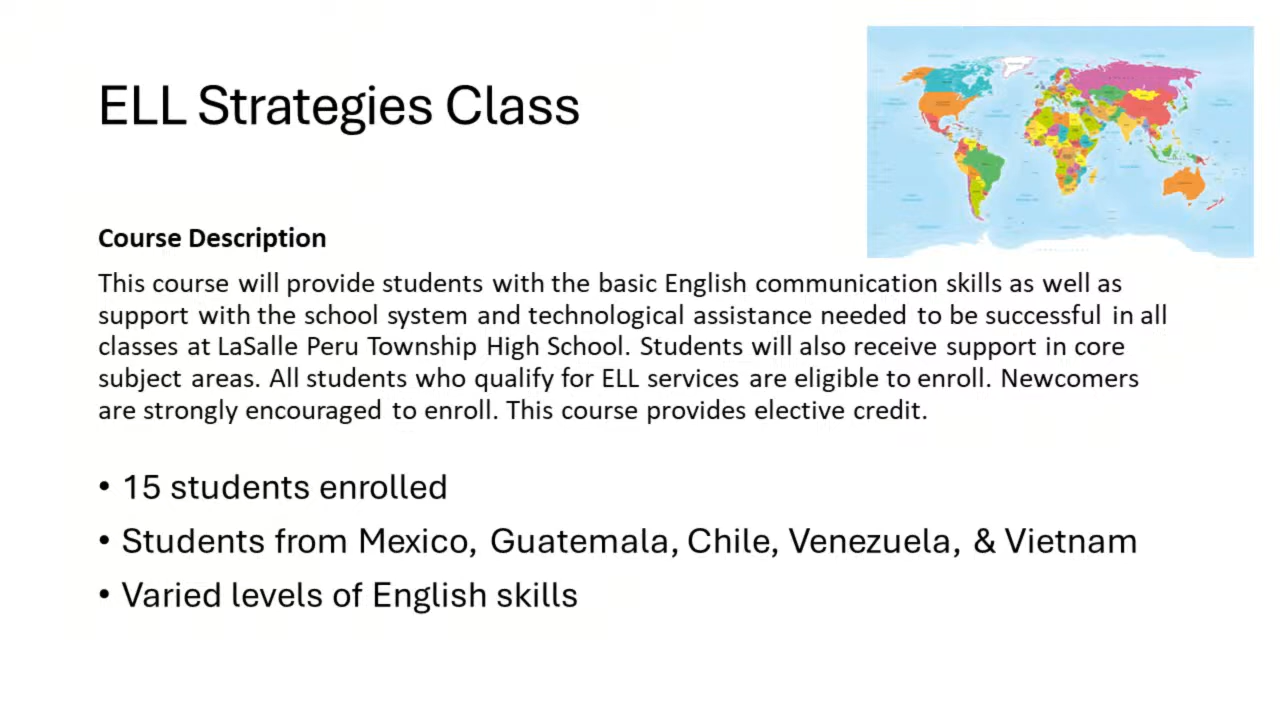 ELL Strategies Class
Course Description
This course will provide students with the basic English communication skills as well as
support with the school system and technological assistance needed to be successful in all
classes at LaSalle Peru Township High School. Students will also receive support in core
subject areas. All students who qualify for ELL services are eligible to enroll. Newcomers
are strongly encouraged to enroll. This course provides elective credit.
• 15 students enrolled
• Students from Mexico, Guatemala, Chile, Venezuela, & Vietnam
• Varied levels of English skills